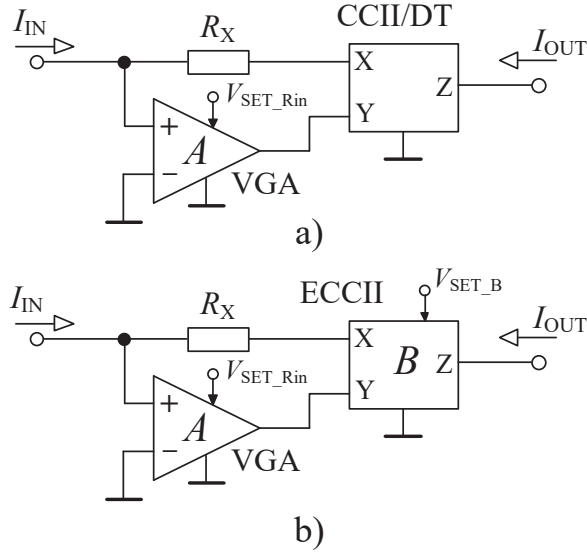 CCII/DT
I_IN
R_X
I_OUT
X
V_SET_Rin
Z
Y
+
A
−
VGA
a)
ECCII
V_SET_B
I_IN
R_X
I_OUT
X
B
Z
V_SET_Rin
Y
+
A
−
VGA
b)